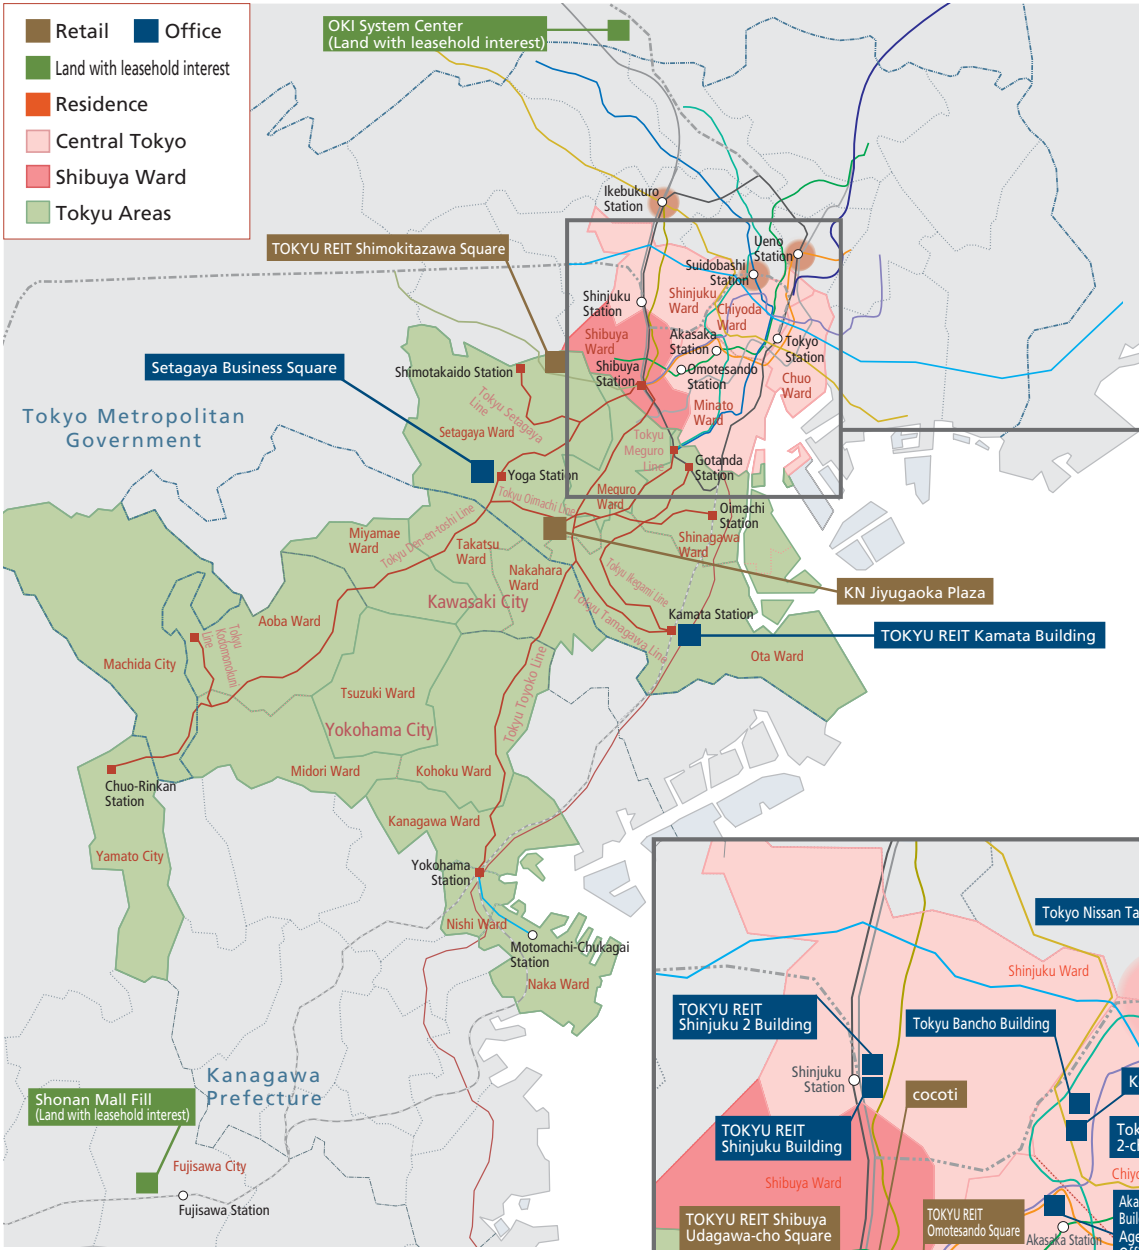 Retail
Office
Land with leasehold interest
Residence
Central Tokyo
Shibuya Ward
Tokyu Areas
OKI System Center
(Land with leasehold interest)
Ikebukuro
Station
TOKYU REIT Shimokitazawa Square
Ueno
Station
Suidobashi
Station
Shinjuku
Station
Shinjuku
Ward
Chiyoda
Ward
Shibuya
Ward
Akasaka
Station
Tokyo
Station
Setagaya Business Square
Shimotakaido Station
Shibuya
Station
Omotesando
Station
Chuo
Ward
Tokyo Metropolitan
Government
Tokyu Setagaya
Line
Setagaya Ward
Minato
Ward
Tokyu
Meguro
Line
Gotanda
Station
Yoga Station
Tokyu Oimachi Line
Meguro
Ward
Oimachi
Station
Shinagawa
Ward
Miyamae
Ward
Tokyu Den-en-toshi Line
Takatsu
Ward
Nakahara
Ward
Tokyu Ikegami Line
KN Jiyugaoka Plaza
Kawasaki City
Tokyu Tamagawa Line
Kamata Station
TOKYU REIT Kamata Building
Aoba Ward
Tokyu
Kodomonokuni
Line
Machida City
Ota Ward
Tsuzuki Ward
Tokyu Toyoko Line
Yokohama City
Midori Ward
Kohoku Ward
Chuo-Rinkan
Station
Kanagawa Ward
Yamato City
Yokohama
Station
Nishi Ward
Motomachi-Chukagai
Station
Naka Ward
Kanagawa
Prefecture
Shonan Mall Fill
(Land with leasehold interest)
Fujisawa City
Fujisawa Station
Tokyo Nissan Ta
Shinjuku Ward
TOKYU REIT
Shinjuku 2 Building
Tokyu Bancho Building
Shinjuku
Station
K
cocoti
TOKYU REIT
Shinjuku Building
Tok
2-c
Shibuya Ward
Chiyo
TOKYU REIT Shibuya
Udagawa-cho Square
TOKYU REIT
Omotesando Square
Akasaka Station
Aka
Buil
Age